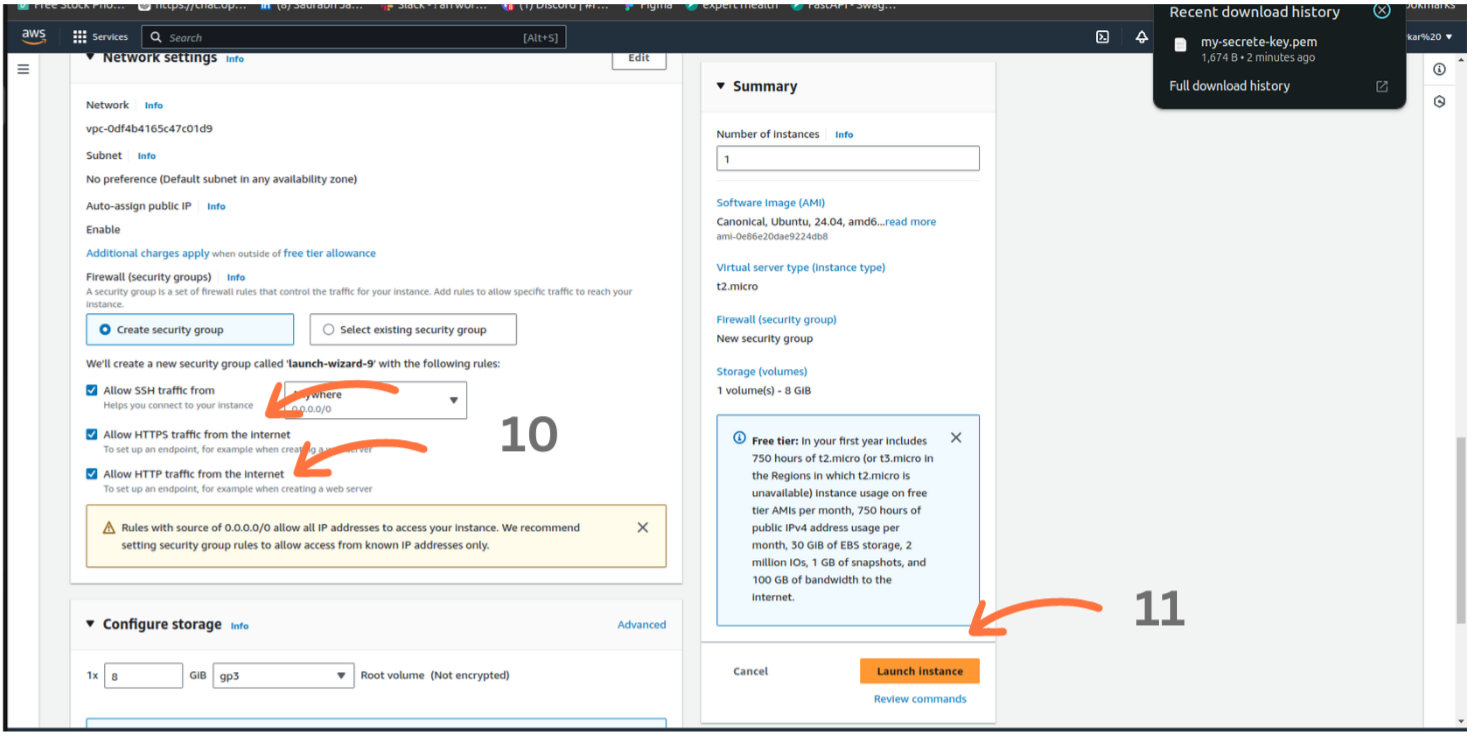 Free Stock Pho...
https://chat.op...
(8) Saurabh Ja...
(1) Discord | #r...
Figma
expert health
FastAPI - Swag...
aws
Services
Search
[Alt+S]
Recent download history
my-secrete-key.pem
1,674 B • 2 minutes ago
Full download history
kar%20
Network settings Info
Edit
Network Info
vpc-0df4b4165c47c01d9
Subnet Info
No preference (Default subnet in any availability zone)
Auto-assign public IP Info
Enable
Additional charges apply when outside of free tier allowance
Firewall (security groups) Info
A security group is a set of firewall rules that control the traffic for your instance. Add rules to allow specific traffic to reach your
instance.
Create security group
Select existing security group
We'll create a new security group called 'launch-wizard-9' with the following rules:
Allow SSH traffic from
Helps you connect to your instance
Anywhere
0.0.0.0/0
Allow HTTPS traffic from the internet
To set up an endpoint, for example when creating a web server
10
Allow HTTP traffic from the internet
To set up an endpoint, for example when creating a web server
Rules with source of 0.0.0.0/0 allow all IP addresses to access your instance. We recommend
setting security group rules to allow access from known IP addresses only.
Configure storage Info
Advanced
1x 8 GiB gp3 Root volume (Not encrypted)
Summary
Number of instances Info
1
Software Image (AMI)
Canonical, Ubuntu, 24.04, amd6...read more
ami-0e86e20dae9224db8
Virtual server type (instance type)
t2.micro
Firewall (security group)
New security group
Storage (volumes)
1 volume(s) - 8 GiB
Free tier: In your first year includes
750 hours of t2.micro (or t3.micro in
the Regions in which t2.micro is
unavailable) instance usage on free
tier AMIs per month, 750 hours of
public IPv4 address usage per
month, 30 GiB of EBS storage, 2
million IOs, 1 GB of snapshots, and
100 GB of bandwidth to the
internet.
11
Cancel
Launch instance
Review commands